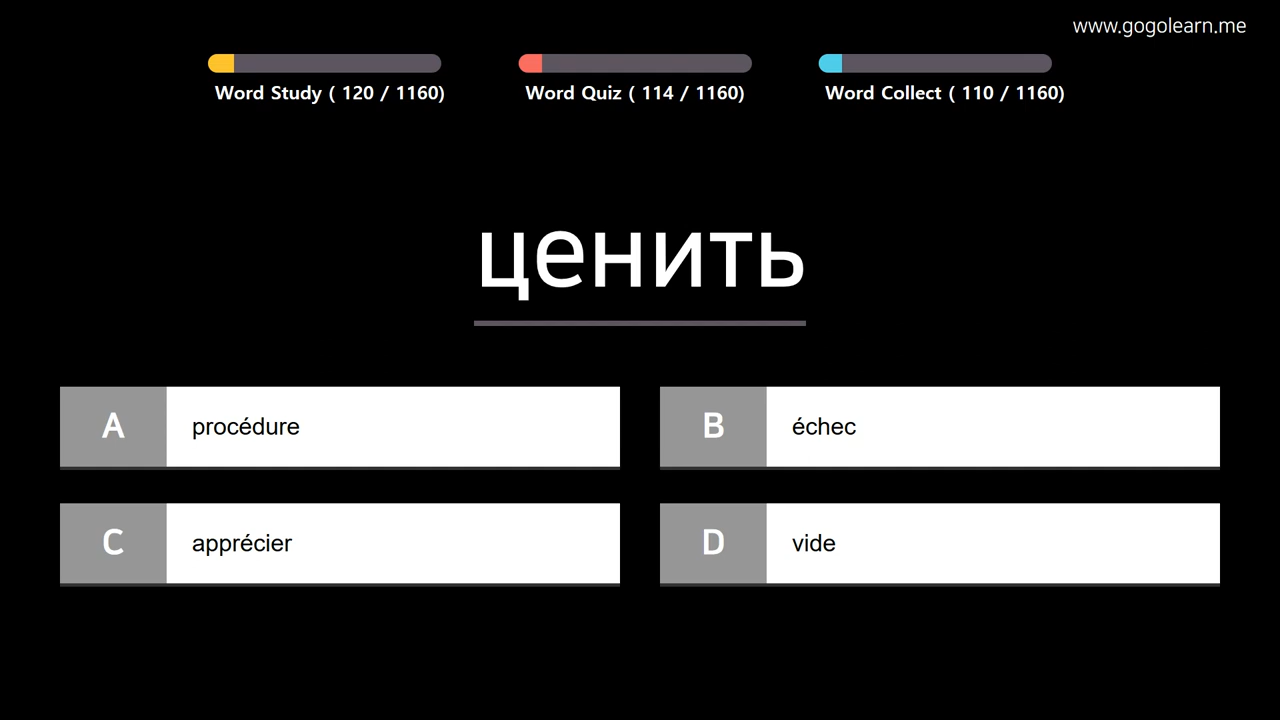 www.gogolearn.me
Word Study ( 120 / 1160)
Word Quiz ( 114 / 1160)
Word Collect ( 110 / 1160)
ценить
A procédure
B échec
C apprécier
D vide